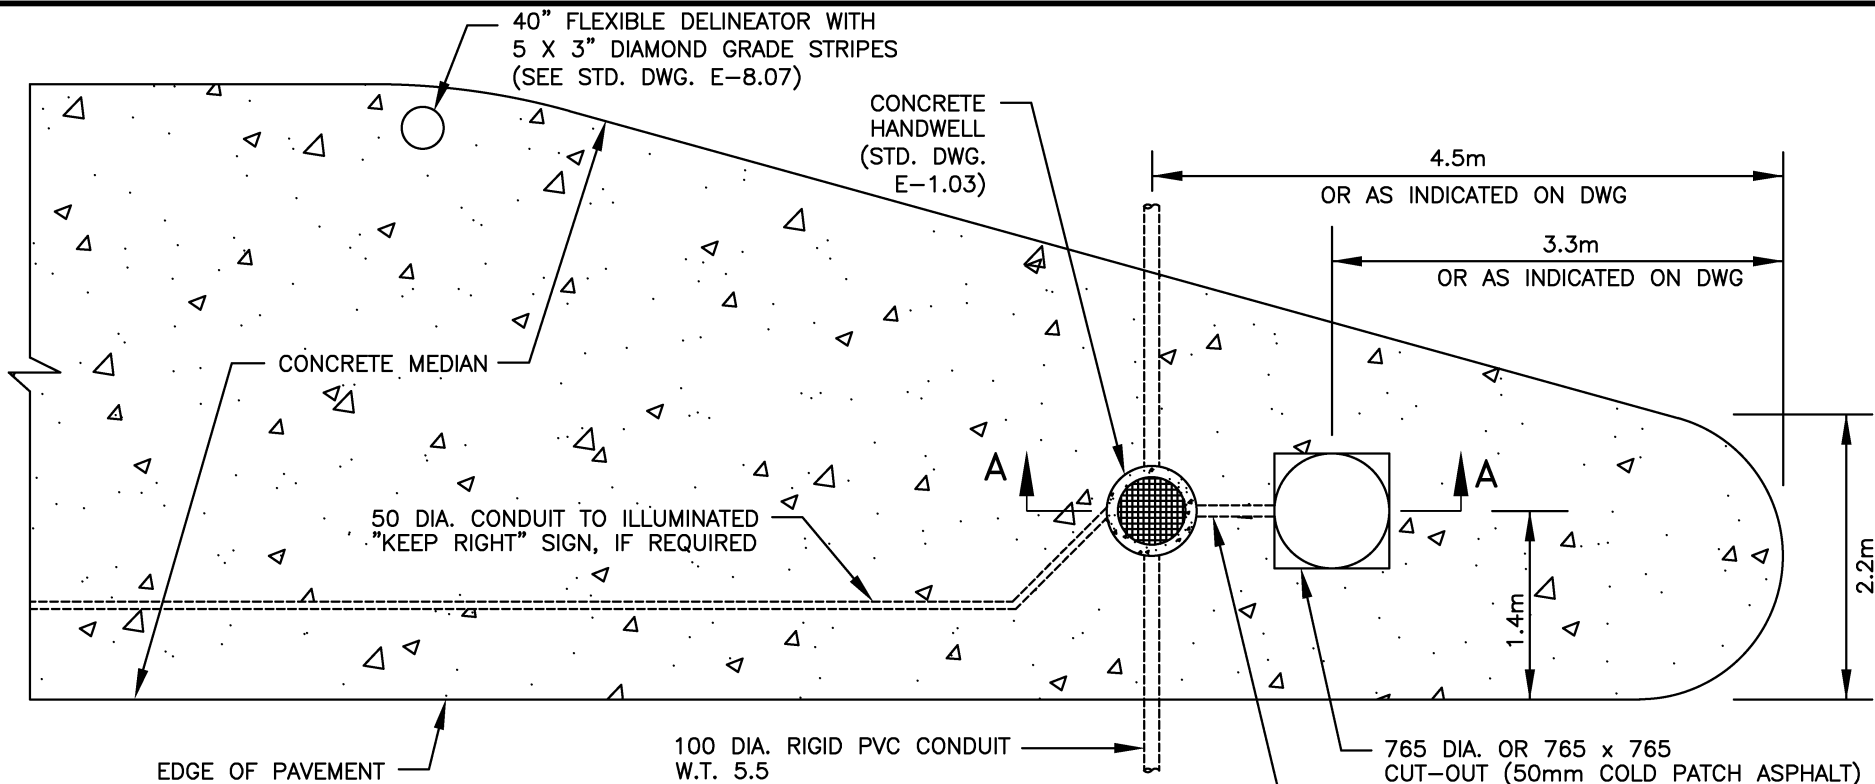 40” FLEXIBLE DELINEATOR WITH
5 X 3” DIAMOND GRADE STRIPES
(SEE STD. DWG. E-8.07)
CONCRETE
HANDWELL
(STD. DWG.
E-1.03)
4.5m
OR AS INDICATED ON DWG
3.3m
OR AS INDICATED ON DWG
CONCRETE MEDIAN
A
A
50 DIA. CONDUIT TO ILLUMINATED
"KEEP RIGHT" SIGN, IF REQUIRED
1.4m
2.2m
100 DIA. RIGID PVC CONDUIT
W.T. 5.5
EDGE OF PAVEMENT
765 DIA. OR 765 x 765
CUT-OUT (50mm COLD PATCH ASPHALT)